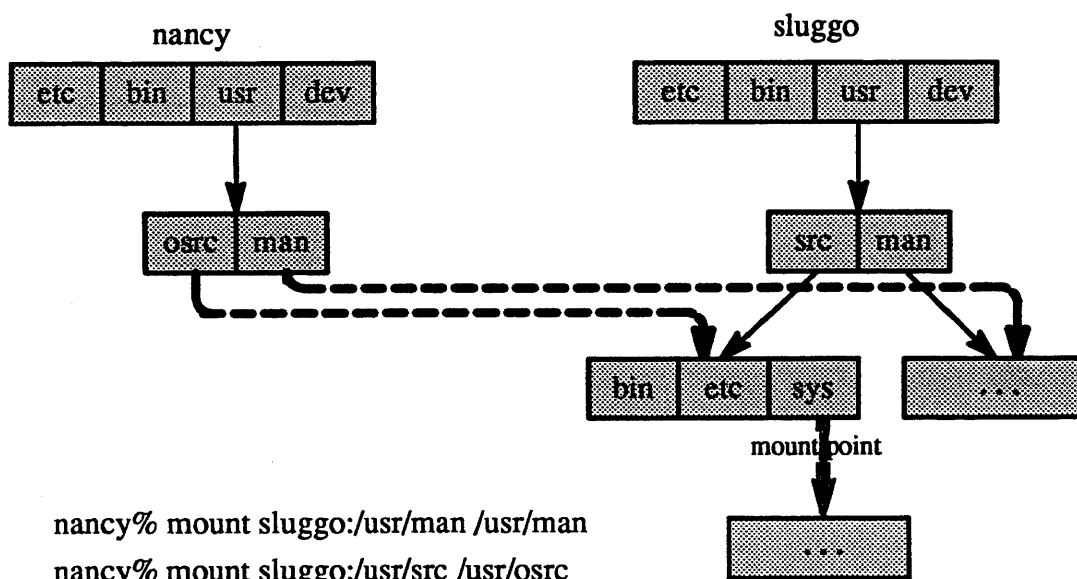 nancy
sluggo
etc bin usr dev
etc bin usr dev
osrc man
src man
bin etc sys
...
mount point
...
nancy% mount sluggo:/usr/man /usr/man
nancy% mount sluggo:/usr/src /usr/osrc